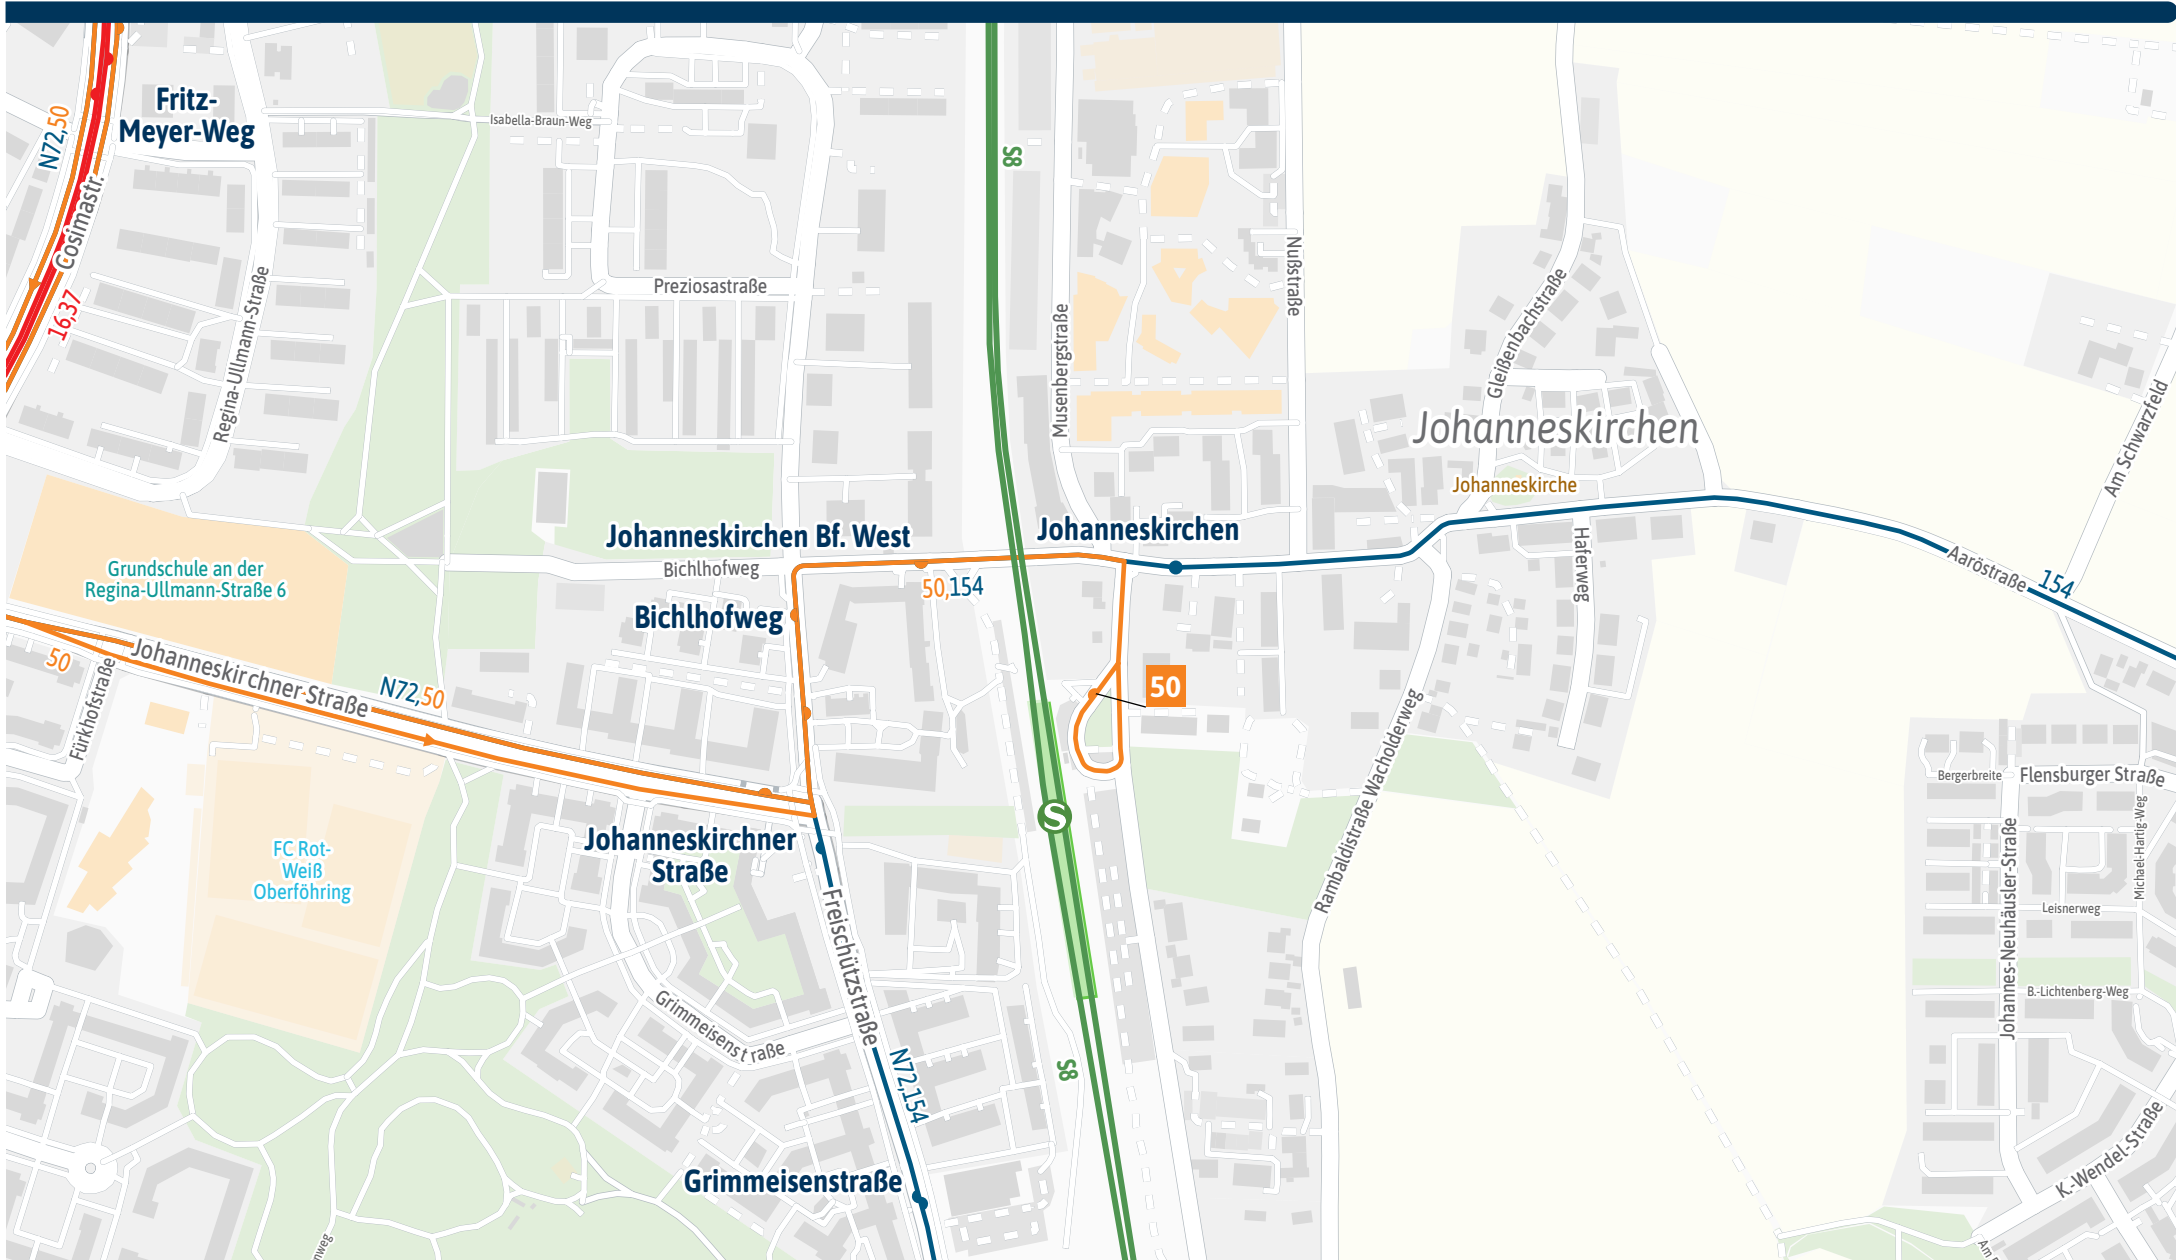 Fritz-
Meyer-Weg
N72,50
Cosimastr.
16,37
Regina-Ullmann-Straße
Isabella-Braun-Weg
Preziosastraße
S8
Musenbergstraße
Nußstraße
Gleißenbachstraße
Johanneskirchen
Johanneskirche
Am Schwarzfeld
Johanneskirchen Bf. West
Johanneskirchen
Bichlhofweg
50,154
Bichlhofweg
Haferweg
Aaröstraße
154
Grundschule an der
Regina-Ullmann-Straße 6
50
Johanneskirchner-Straße
N72,50
Fürkhofstraße
50
Rambaldistraße Wacholderweg
Bergerbreite
Flensburger Straße
Michael-Hartig-Weg
Johannes-Neuhäusler-Straße
Leisnerweg
B.-Lichtenberg-Weg
K.-Wendel-Straße
S
Johanneskirchner
Straße
FC Rot-
Weiß
Oberföhring
Freischützstraße
Grimmeisenstraße
N72,154
S8
Grimmeisenstraße
nweg
Am